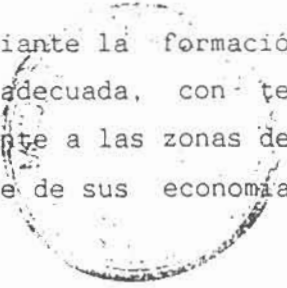 iante la formació
adecuada, con te
nte a las zonas de
e de sus economía